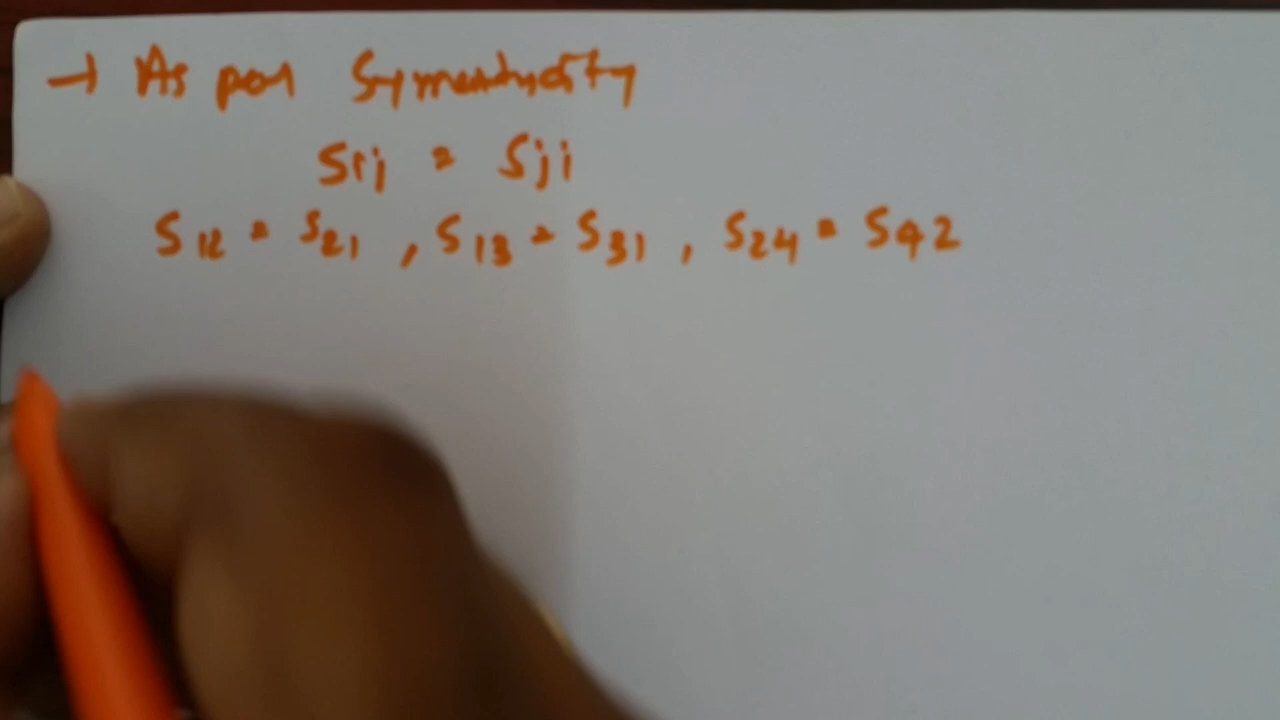 → As per Symmetricity
Sij = Sji
S12 = S21 , S13 = S31 , S24 = S42